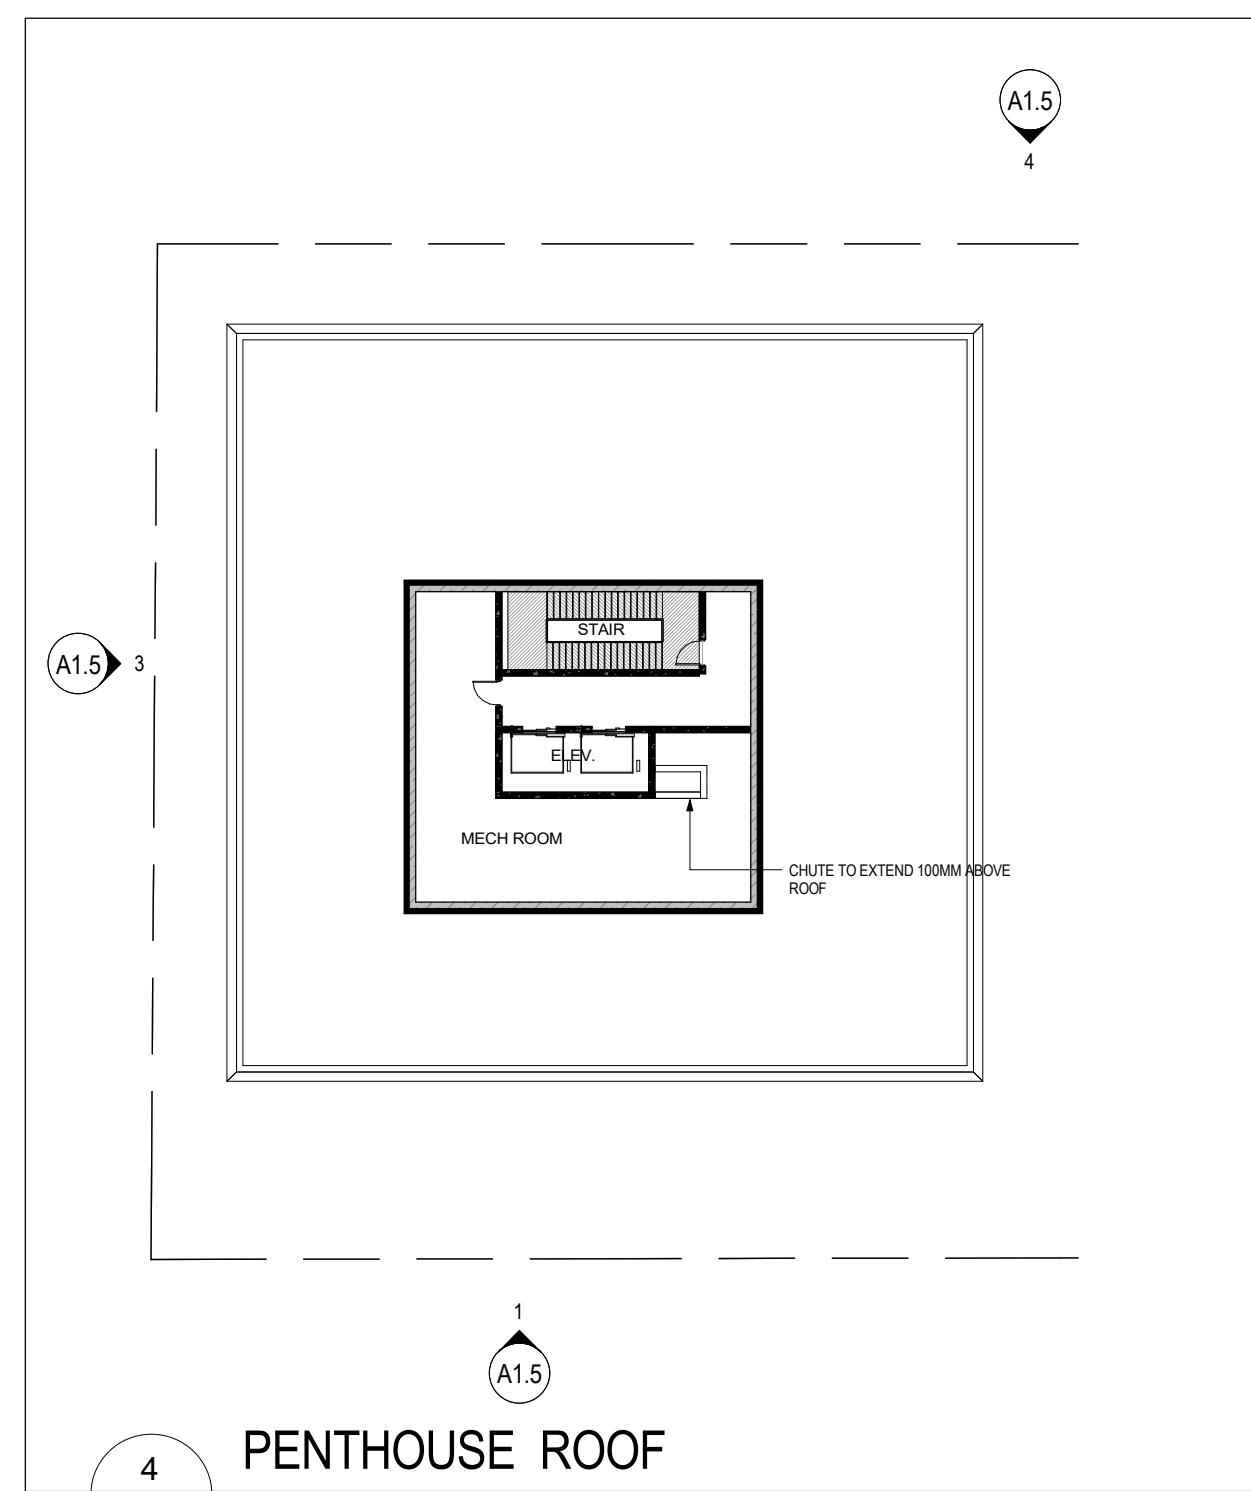 A1.5
4
A1.5
3
STAIR
ELEV.
MECH ROOM
CHUTE TO EXTEND 100MM ABOVE
ROOF
1
A1.5
4
PENTHOUSE ROOF